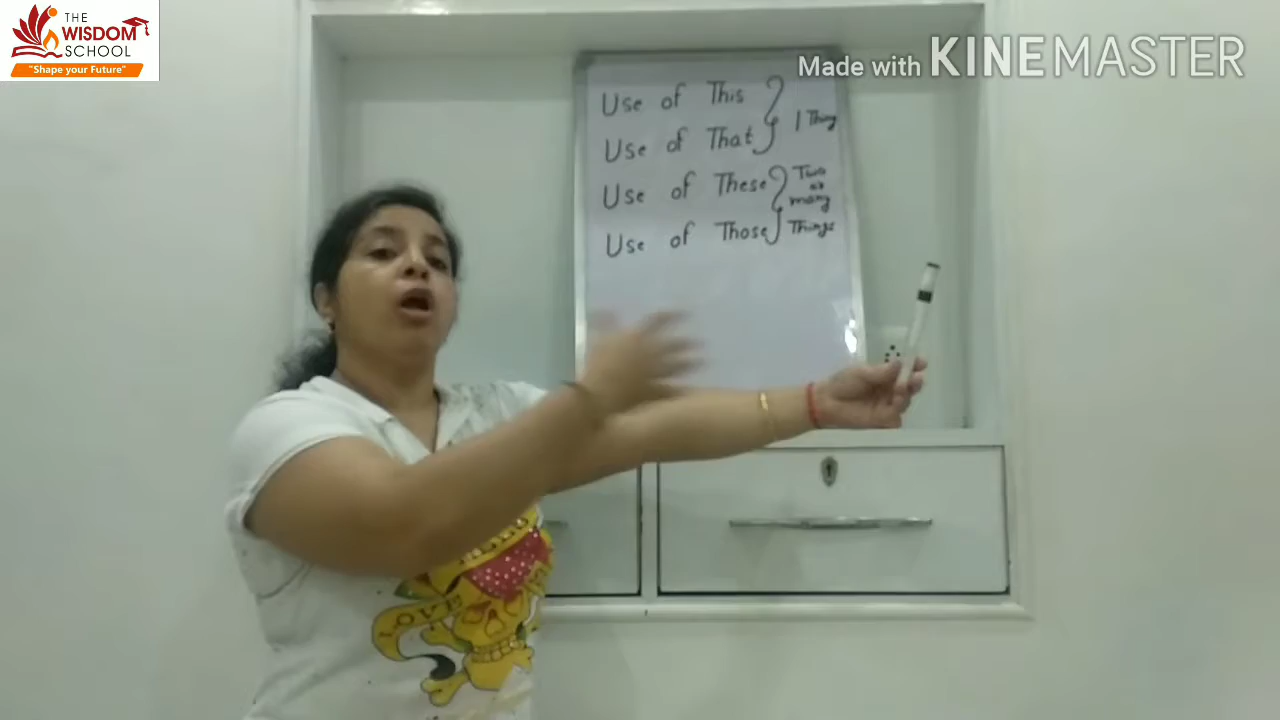 THE
WISDOM
SCHOOL
"Shape your Future"
Made with KINEMASTER
Use of This
Use of That
1 Thing
Use of These
Use of Those
Two
or
many
Things
LOVE